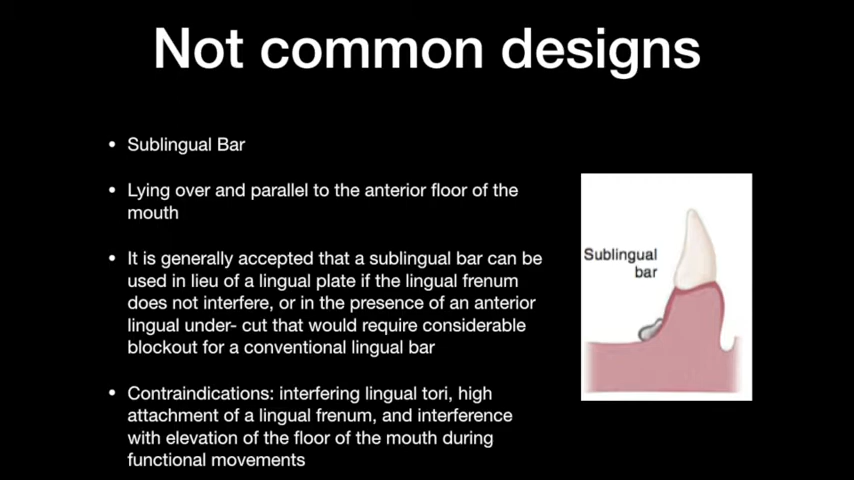 Not common designs
• Sublingual Bar
• Lying over and parallel to the anterior floor of the
mouth
• It is generally accepted that a sublingual bar can be
used in lieu of a lingual plate if the lingual frenum
does not interfere, or in the presence of an anterior
lingual under- cut that would require considerable
blockout for a conventional lingual bar
• Contraindications: interfering lingual tori, high
attachment of a lingual frenum, and interference
with elevation of the floor of the mouth during
functional movements
Sublingual
bar